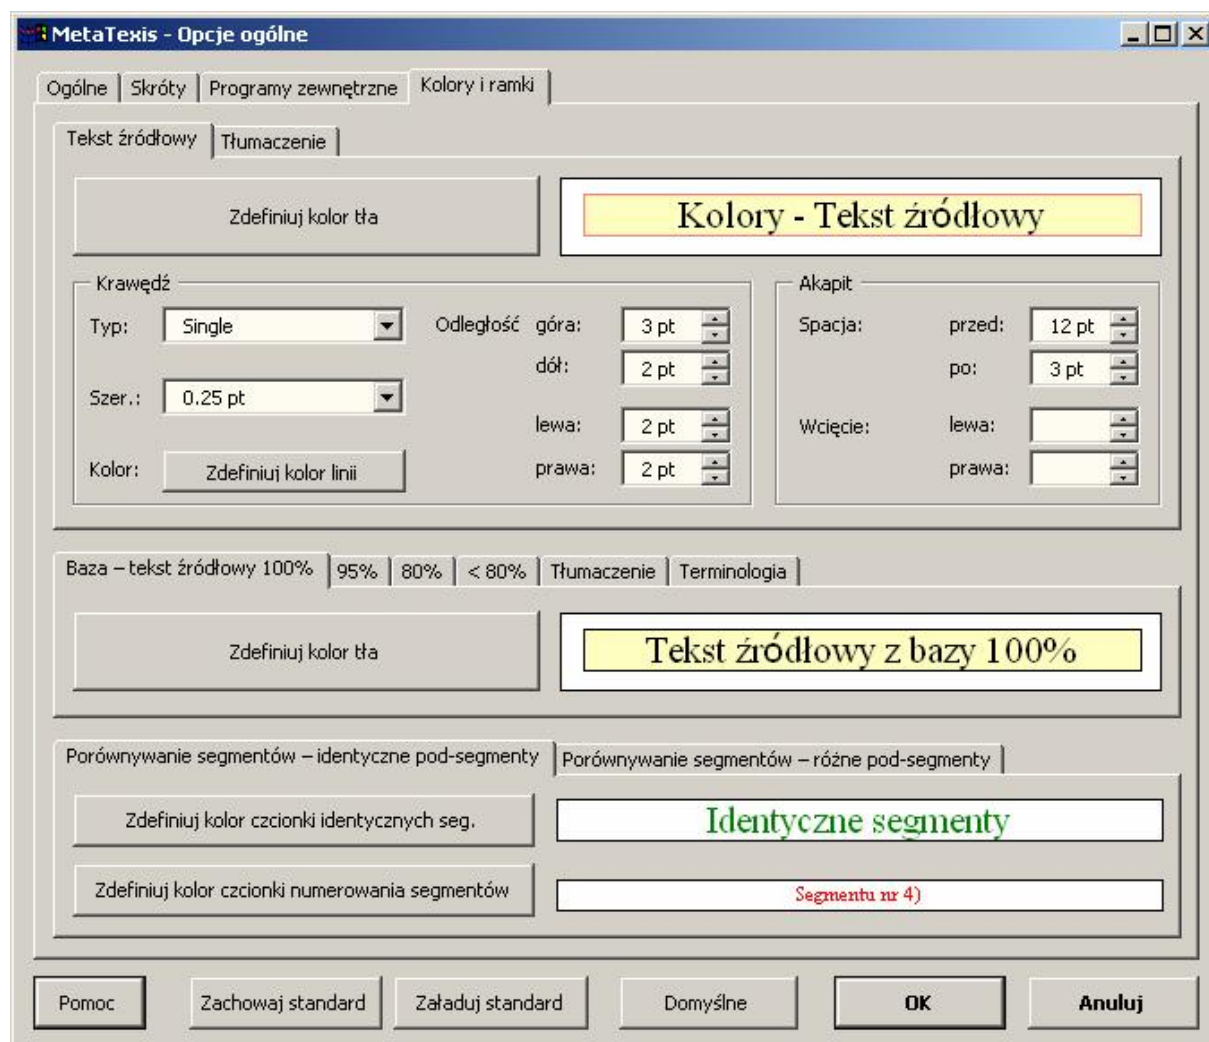 MetaTexis - Opcje ogólne
Ogólne Skróty Programy zewnętrzne Kolory i ramki
Tekst źródłowy Tłumaczenie
Zdefiniuj kolor tła Kolory - Tekst źródłowy
Krawędź Akapit
Typ: Single Odległość góra: 3 pt Spacja: przed: 12 pt
dół: 2 pt po: 3 pt
Szer.: 0.25 pt
lewa: 2 pt Wcięcie: lewa:
Kolor: Zdefiniuj kolor linii prawa: 2 pt prawa:
Baza – tekst źródłowy 100% 95% 80% < 80% Tłumaczenie Terminologia
Zdefiniuj kolor tła Tekst źródłowy z bazy 100%
Porównywanie segmentów – identyczne pod-segmenty Porównywanie segmentów – różne pod-segmenty
Zdefiniuj kolor czcionki identycznych seg. Identyczne segmenty
Zdefiniuj kolor czcionki numerowania segmentów Segmentu nr 4)
Pomoc Zachowaj standard Załaduj standard Domyślne OK Anuluj